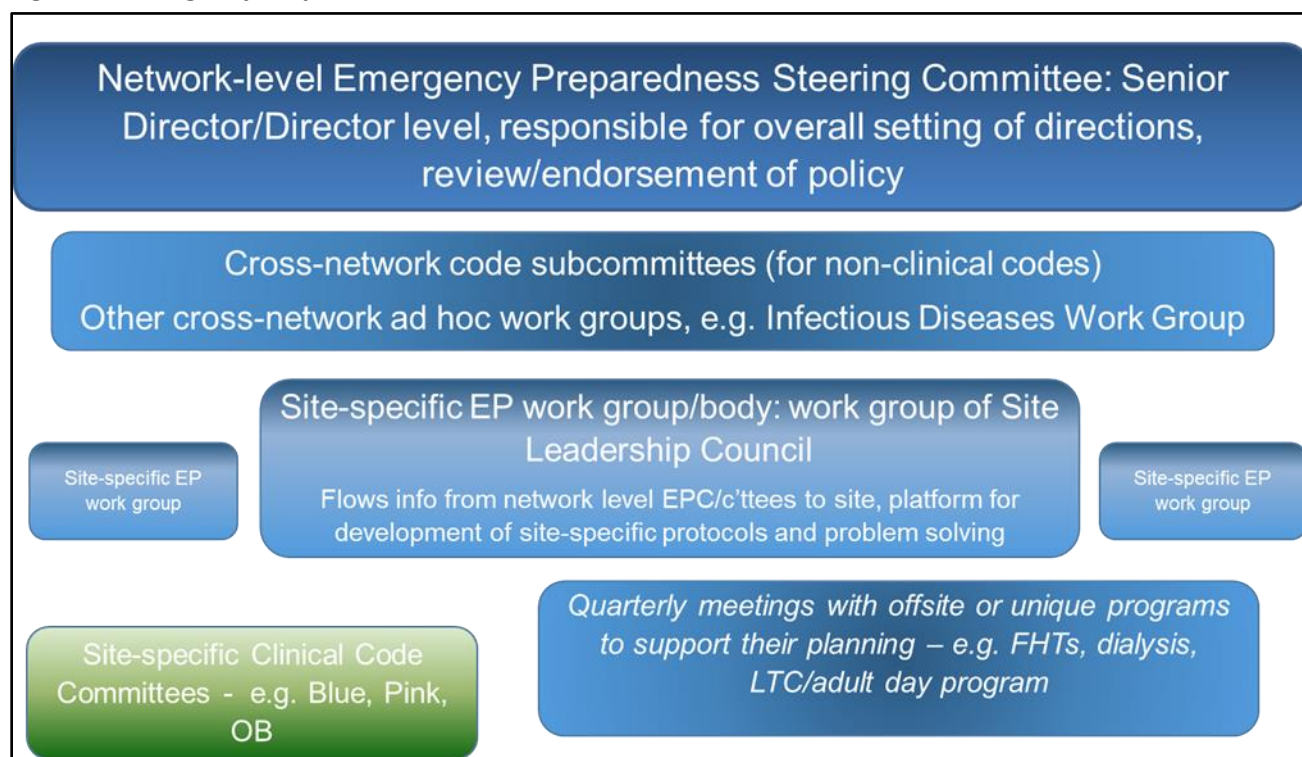 Network-level Emergency Preparedness Steering Committee: Senior
Director/Director level, responsible for overall setting of directions,
review/endorsement of policy
Cross-network code subcommittees (for non-clinical codes)
Other cross-network ad hoc work groups, e.g. Infectious Diseases Work Group
Site-specific EP work group/body: work group of Site
Leadership Council
Flows info from network level EPC/c'ttees to site, platform for
development of site-specific protocols and problem solving
Site-specific EP
work group
Site-specific EP
work group
Site-specific Clinical Code
Committees - e.g. Blue, Pink,
OB
Quarterly meetings with offsite or unique programs
to support their planning – e.g. FHTs, dialysis,
LTC/adult day program